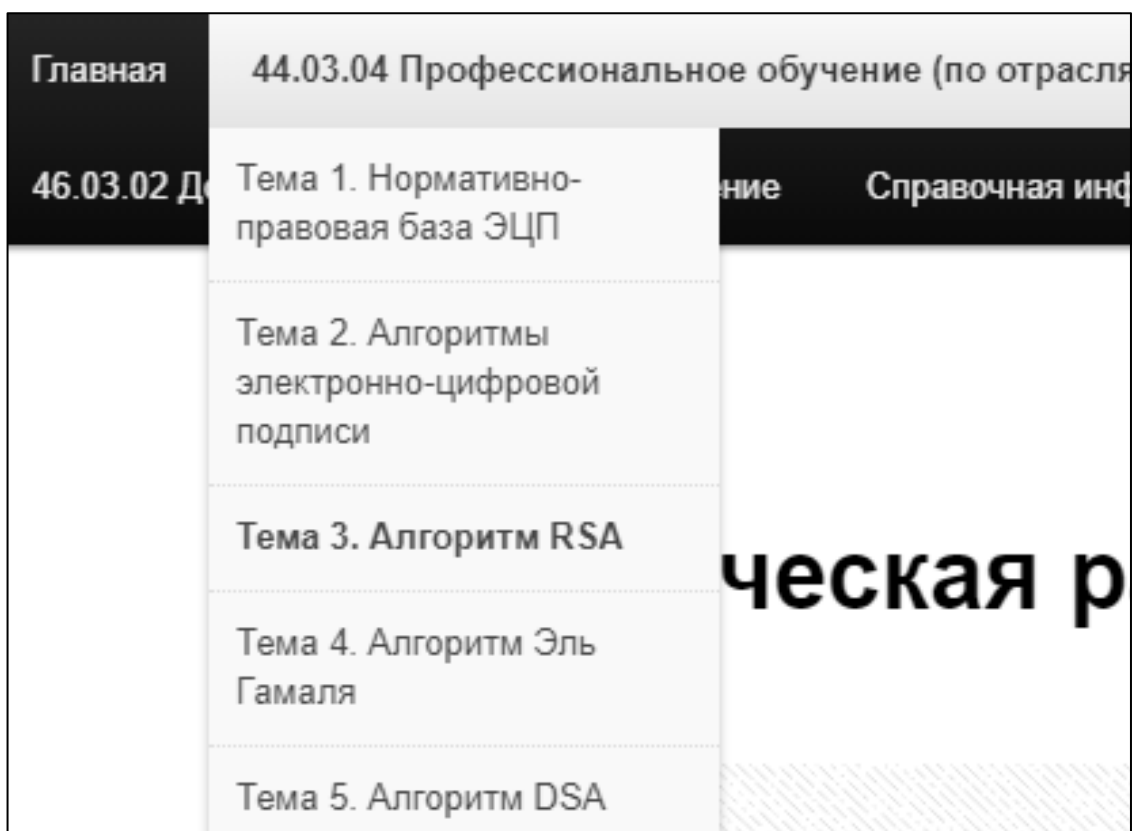 Главная 44.03.04 Профессиональное обучение (по отрасля
46.03.02 До ние Справочная инф
Тема 1. Нормативно-
правовая база ЭЦП
Тема 2. Алгоритмы
электронно-цифровой
подписи
Тема 3. Алгоритм RSA
ческая р
Тема 4. Алгоритм Эль
Гамаля
Тема 5. Алгоритм DSA